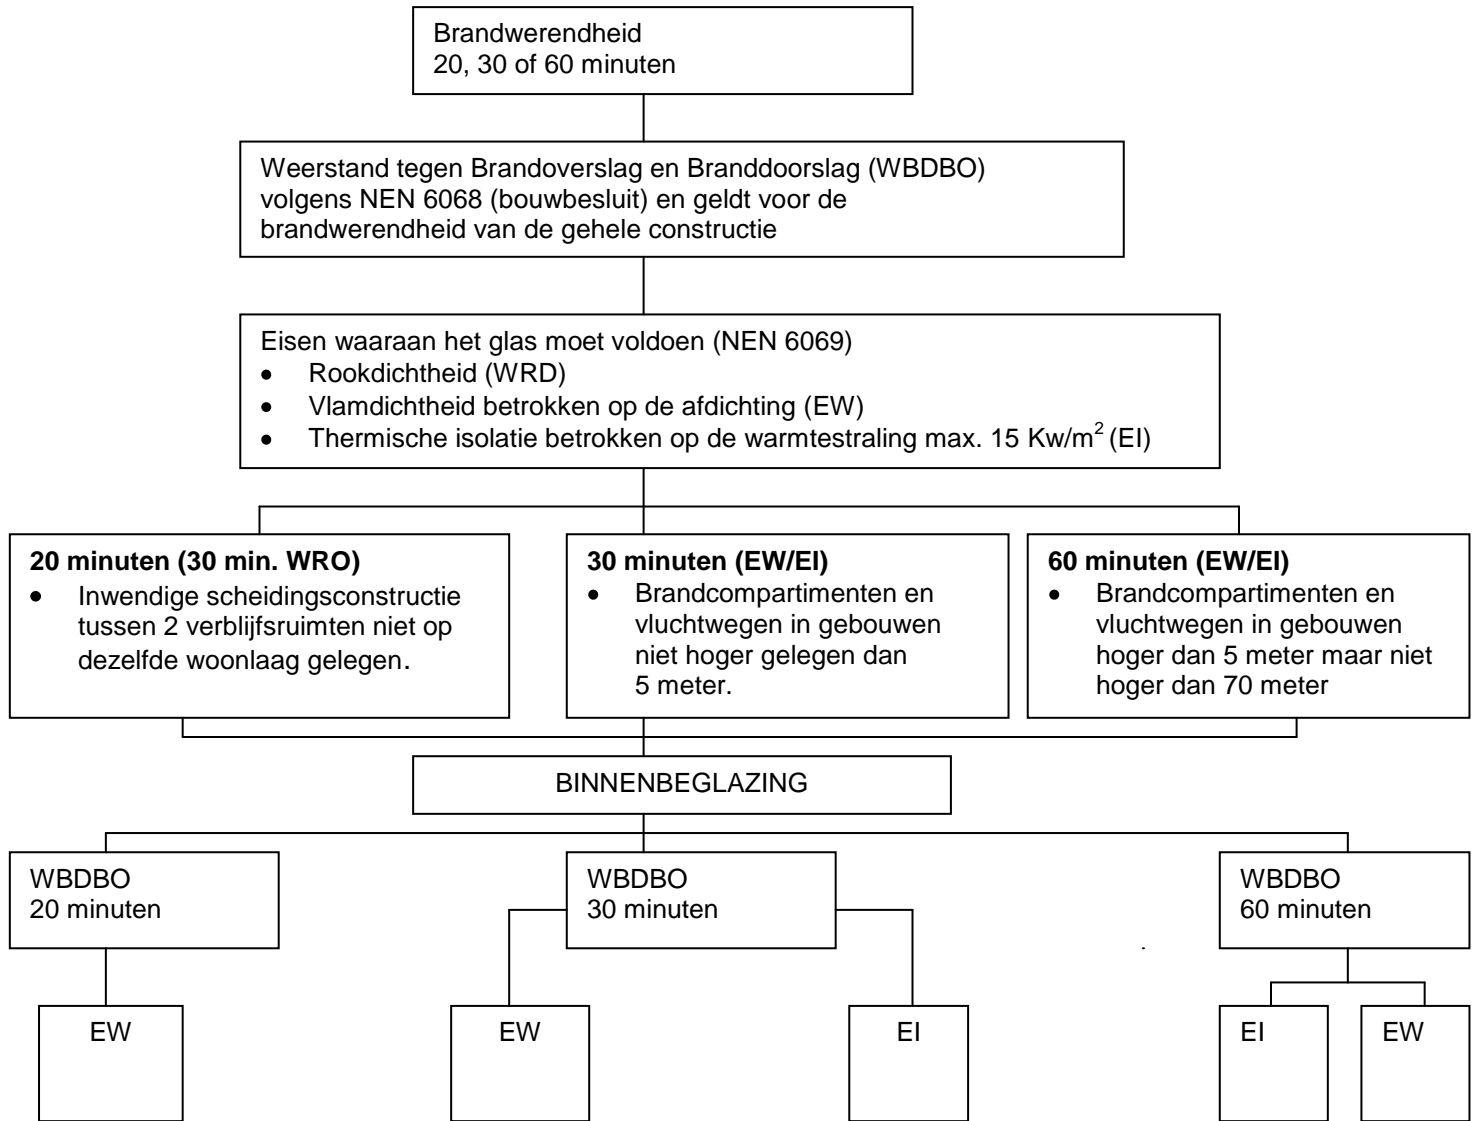 Brandwerendheid
20, 30 of 60 minuten
Weerstand tegen Brandoverslag en Branddoorslag (WBDBO)
volgens NEN 6068 (bouwbesluit) en geldt voor de
brandwerendheid van de gehele constructie
Eisen waaraan het glas moet voldoen (NEN 6069)
• Rookdichtheid (WRD)
• Vlamdichtheid betrokken op de afdichting (EW)
• Thermische isolatie betrokken op de warmtestraling max. 15 Kw/m² (EI)
20 minuten (30 min. WRO)
• Inwendige scheidingsconstructie
tussen 2 verblijfsruimten niet op
dezelfde woonlaag gelegen.
30 minuten (EW/EI)
• Brandcompartimenten en
vluchtwegen in gebouwen
niet hoger gelegen dan
5 meter.
60 minuten (EW/EI)
• Brandcompartimenten en
vluchtwegen in gebouwen
hoger dan 5 meter maar niet
hoger dan 70 meter
BINNENBEGLAZING
WBDBO
20 minuten
WBDBO
30 minuten
WBDBO
60 minuten
EW
EW
EI
EI
EW